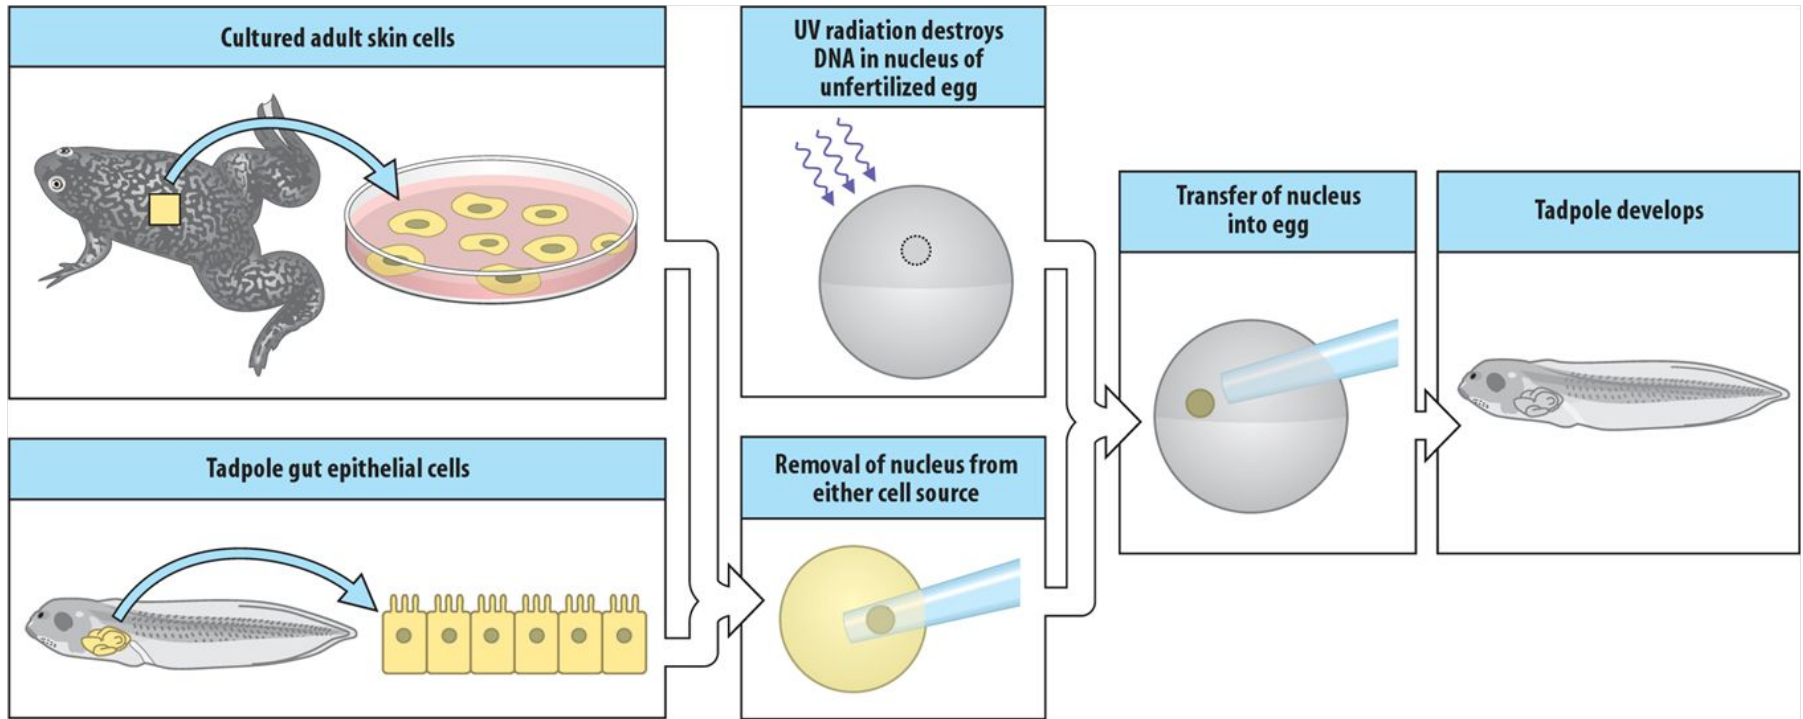 Cultured adult skin cells
UV radiation destroys
DNA in nucleus of
unfertilized egg
Transfer of nucleus
into egg
Tadpole develops
Tadpole gut epithelial cells
Removal of nucleus from
either cell source